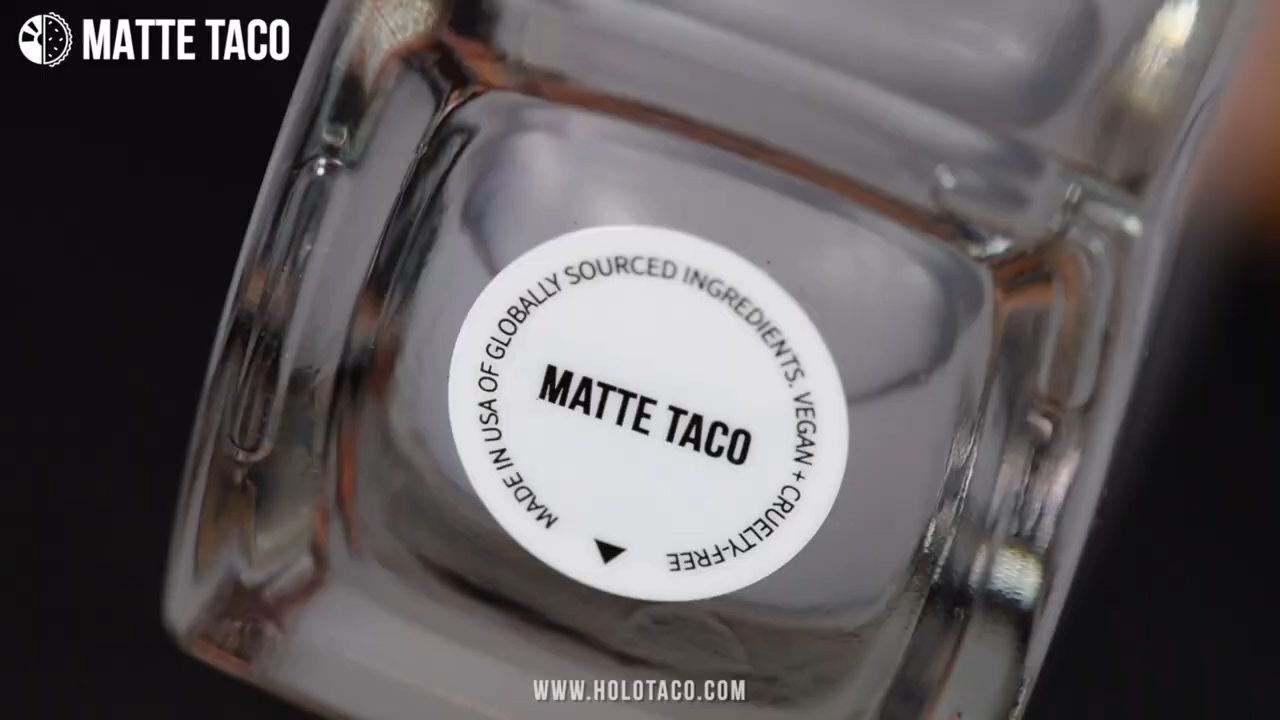 MATTE TACO
MADE IN USA OF GLOBALLY SOURCED INGREDIENTS. VEGAN + CRUELTY-FREE
MATTE TACO
WWW.HOLOTACO.COM